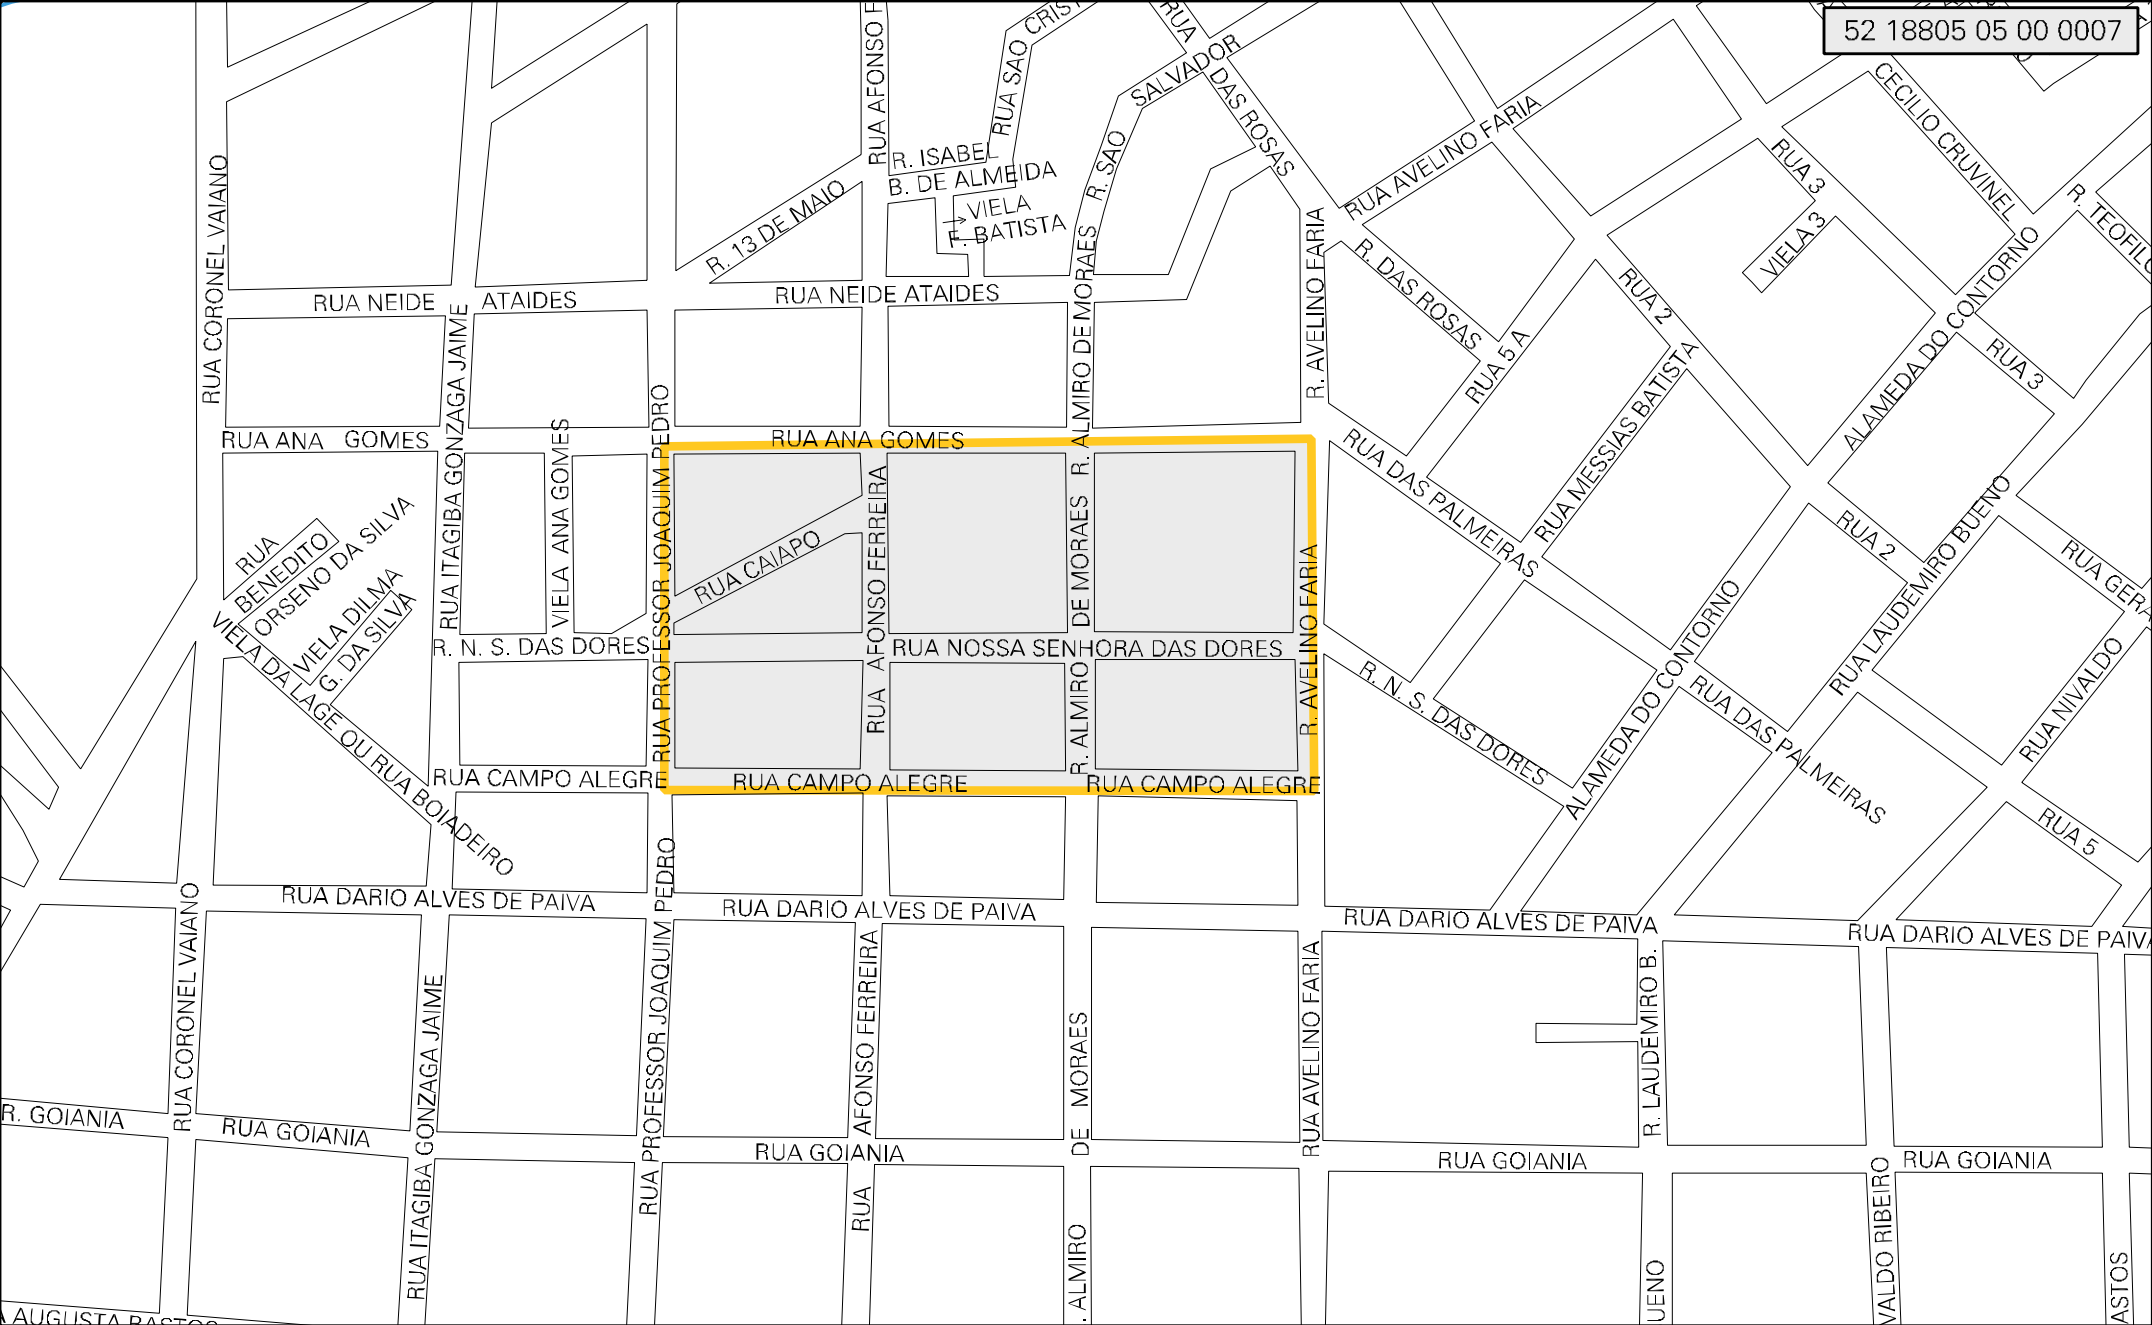 52 18805 05 00 0007
RUA AFONSO F
RUA SAO CRIST
RUA
DAS ROSAS
SALVADOR
R. SAO
CECILIO CRUVINEL
RUA AVELINO FARIA
RUA 3
R. TEOFILO
VIELA 3
R. ISABEL
B. DE ALMEIDA
VIELA
F. BATISTA
R. 13 DE MAIO
RUA CORONEL VAIANO
RUA NEIDE ATAIDES
RUA NEIDE ATAIDES
R. ALMIRO DE MORAES
R. AVELINO FARIA
R. DAS ROSAS
RUA 5 A
RUA 2
RUA MESSIAS BATISTA
ALAMEDA DO CONTORNO
RUA 3
RUA ITAGIBA GONZAGA JAIME
RUA ANA GOMES
VIELA ANA GOMES
RUA PROFESSOR JOAQUIM PEDRO
RUA ANA GOMES
RUA DAS PALMEIRAS
RUA 2
RUA LAUDEMIRO BUENO
RUA GERA
RUA
BENEDITO
ORSENO DA SILVA
VIELA DILMA
G. DA SILVA
VIELA DA LAGE OU RUA BOIADEIRO
RUA CAIAPO
RUA AFONSO FERREIRA
R. ALMIRO DE MORAES
R. AVELINO FARIA
R. N. S. DAS DORES
RUA NOSSA SENHORA DAS DORES
R. N. S. DAS DORES
ALAMEDA DO CONTORNO
RUA DAS PALMEIRAS
RUA NIVALDO
RUA 5
RUA CAMPO ALEGRE
RUA CAMPO ALEGRE
RUA CAMPO ALEGRE
RUA DARIO ALVES DE PAIVA
RUA DARIO ALVES DE PAIVA
RUA DARIO ALVES DE PAIVA
RUA DARIO ALVES DE PAIVA
RUA CORONEL VAIANO
RUA ITAGIBA GONZAGA JAIME
RUA PROFESSOR JOAQUIM PEDRO
RUA AFONSO FERREIRA
. ALMIRO DE MORAES
RUA AVELINO FARIA
R. LAUDEMIRO B.
UENO
VALDO RIBEIRO
ASTOS
R. GOIANIA
RUA GOIANIA
RUA GOIANIA
RUA GOIANIA
RUA GOIANIA
A AUGUSTA BASTOS